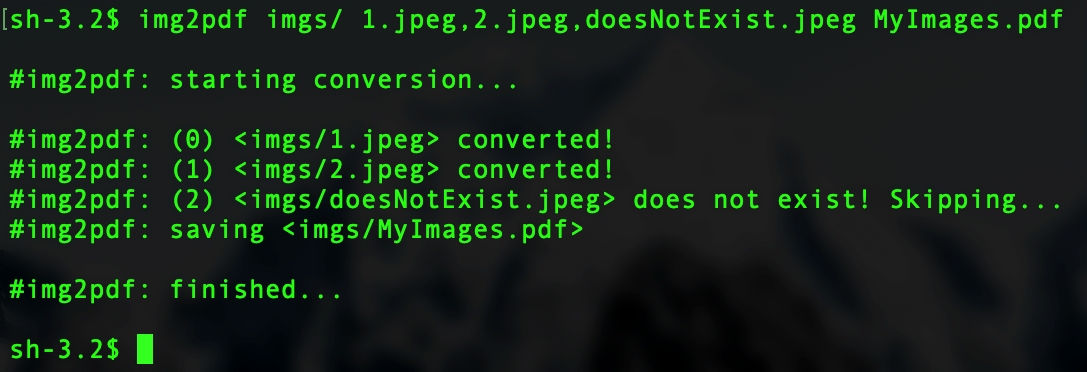 [sh-3.2$ img2pdf imgs/ 1.jpeg,2.jpeg,doesNotExist.jpeg MyImages.pdf
#img2pdf: starting conversion...
#img2pdf: (0) <imgs/1.jpeg> converted!
#img2pdf: (1) <imgs/2.jpeg> converted!
#img2pdf: (2) <imgs/doesNotExist.jpeg> does not exist! Skipping...
#img2pdf: saving <imgs/MyImages.pdf>
#img2pdf: finished...
sh-3.2$